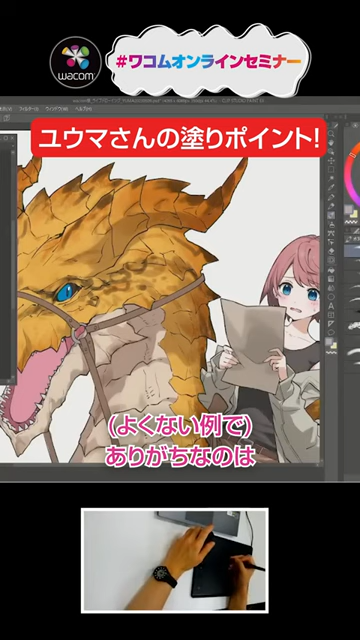 wacom
#ワコムオンラインセミナー
ユウマさんの塗りポイント!
(よくない例で)
ありがちなのは